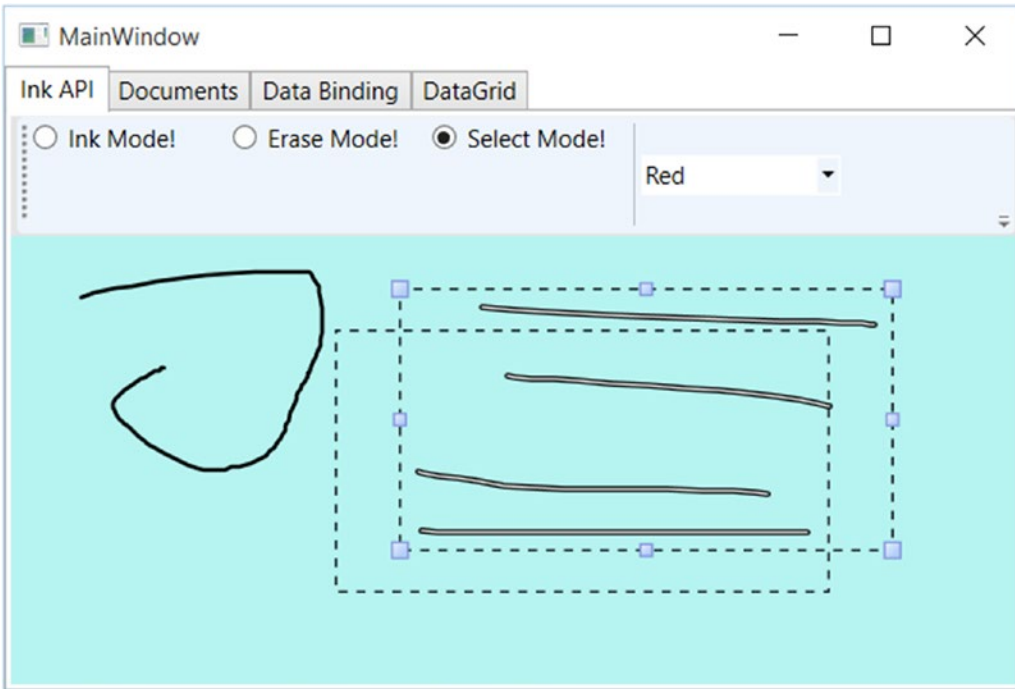 MainWindow
Ink API Documents Data Binding DataGrid
Ink Mode! Erase Mode! Select Mode!
Red